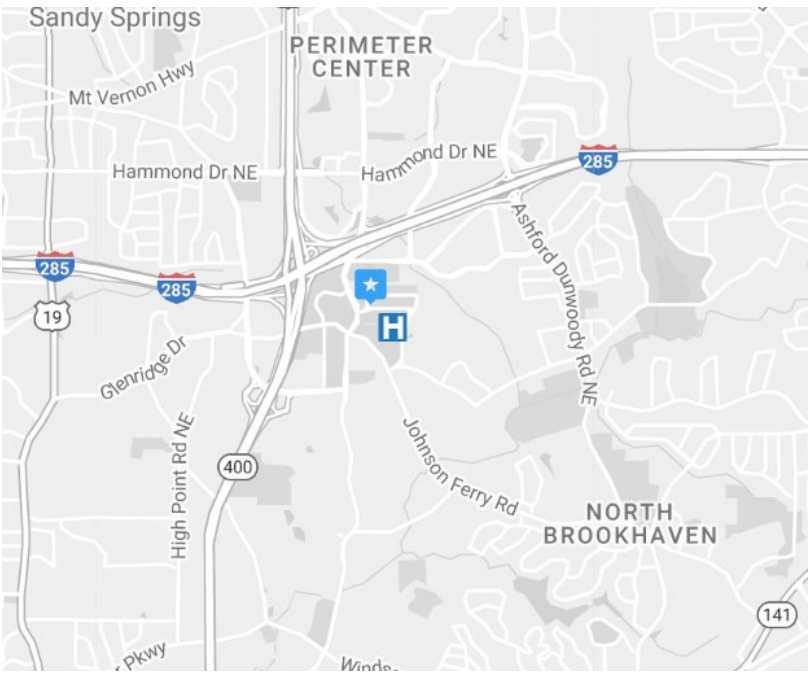 Sandy Springs
PERIMETER
CENTER
Mt Vernon Hwy
Hammond Dr NE
Hammond Dr NE
285
285
285
19
Ashford Dunwoody Rd NE
H
Glenridge Dr
High Point Rd NE
400
Johnson Ferry Rd
NORTH
BROOKHAVEN
141
Pkwy